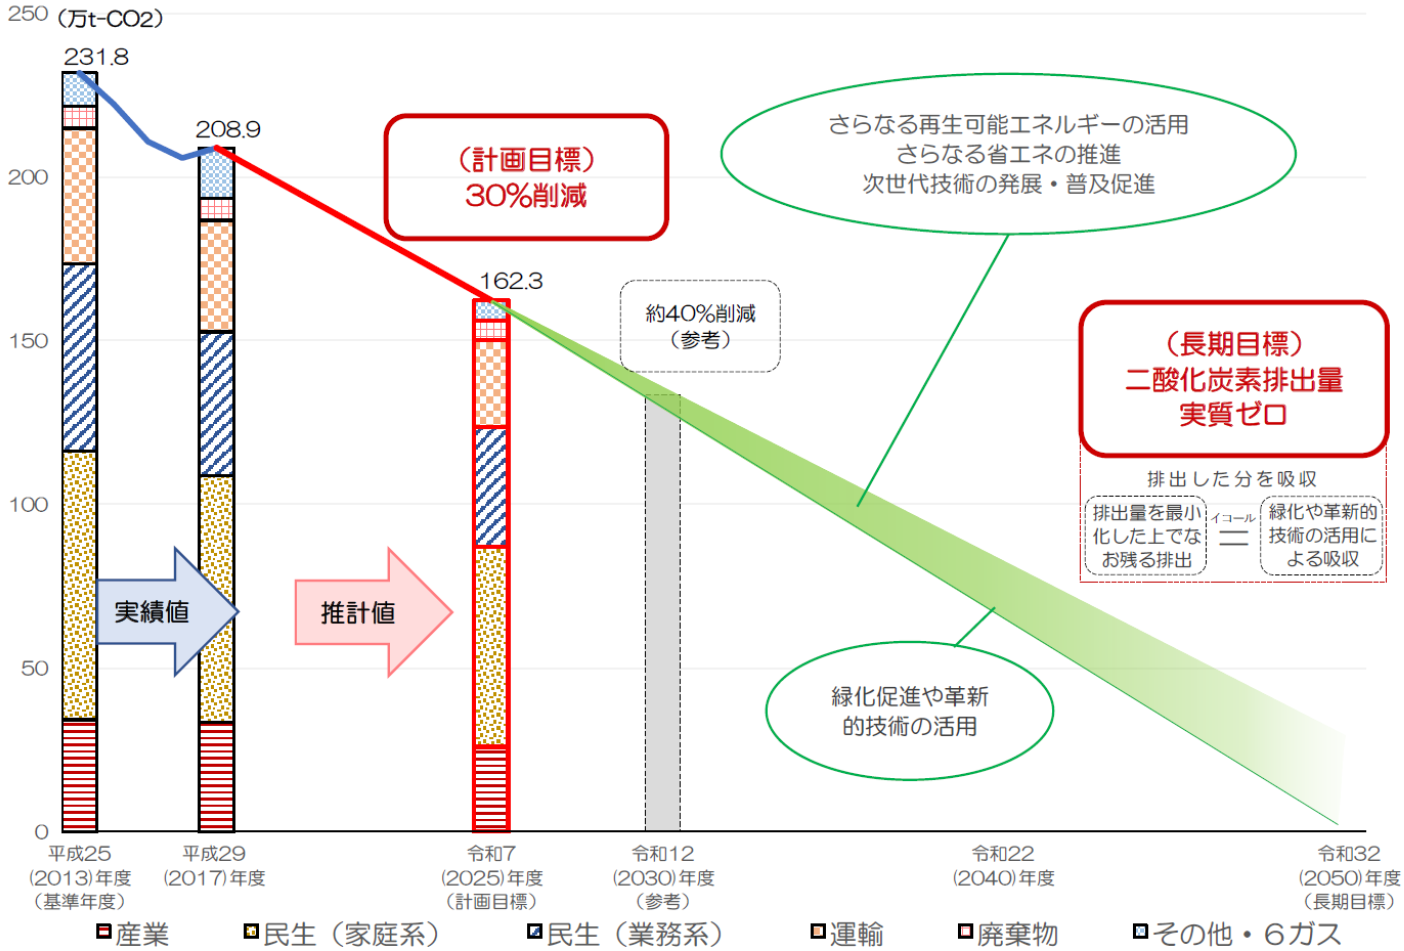 250
(万t-CO2)
231.8
208.9
200
150
100
50
0
(計画目標)
30%削減
162.3
約40%削減
(参考)
さらなる再生可能エネルギーの活用
さらなる省エネの推進
次世代技術の発展・普及促進
(長期目標)
二酸化炭素排出量
実質ゼロ
排出した分を吸収
排出量を最小
化した上でな
お残る排出
イコール
＝
緑化や革新的
技術の活用に
よる吸収
実績値
推計値
緑化促進や革新
的技術の活用
平成25
(2013)年度
(基準年度)
平成29
(2017)年度
令和7
(2025)年度
(計画目標)
令和12
(2030)年度
(参考)
令和22
(2040)年度
令和32
(2050)年度
(長期目標)
産業
民生（家庭系）
民生（業務系）
運輸
廃棄物
その他・６ガス